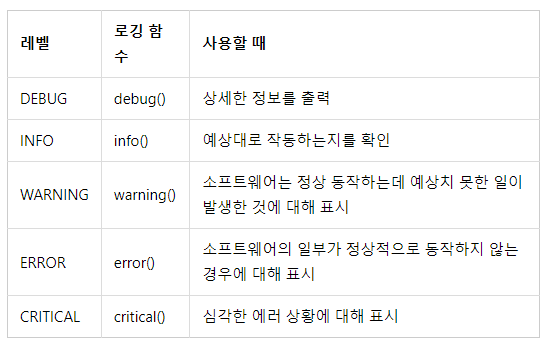 레벨 로깅 함수 사용할 때
DEBUG debug() 상세한 정보를 출력
INFO info() 예상대로 작동하는지를 확인
WARNING warning() 소프트웨어는 정상 동작하는데 예상치 못한 일이
발생한 것에 대해 표시
ERROR error() 소프트웨어의 일부가 정상적으로 동작하지 않는
경우에 대해 표시
CRITICAL critical() 심각한 에러 상황에 대해 표시